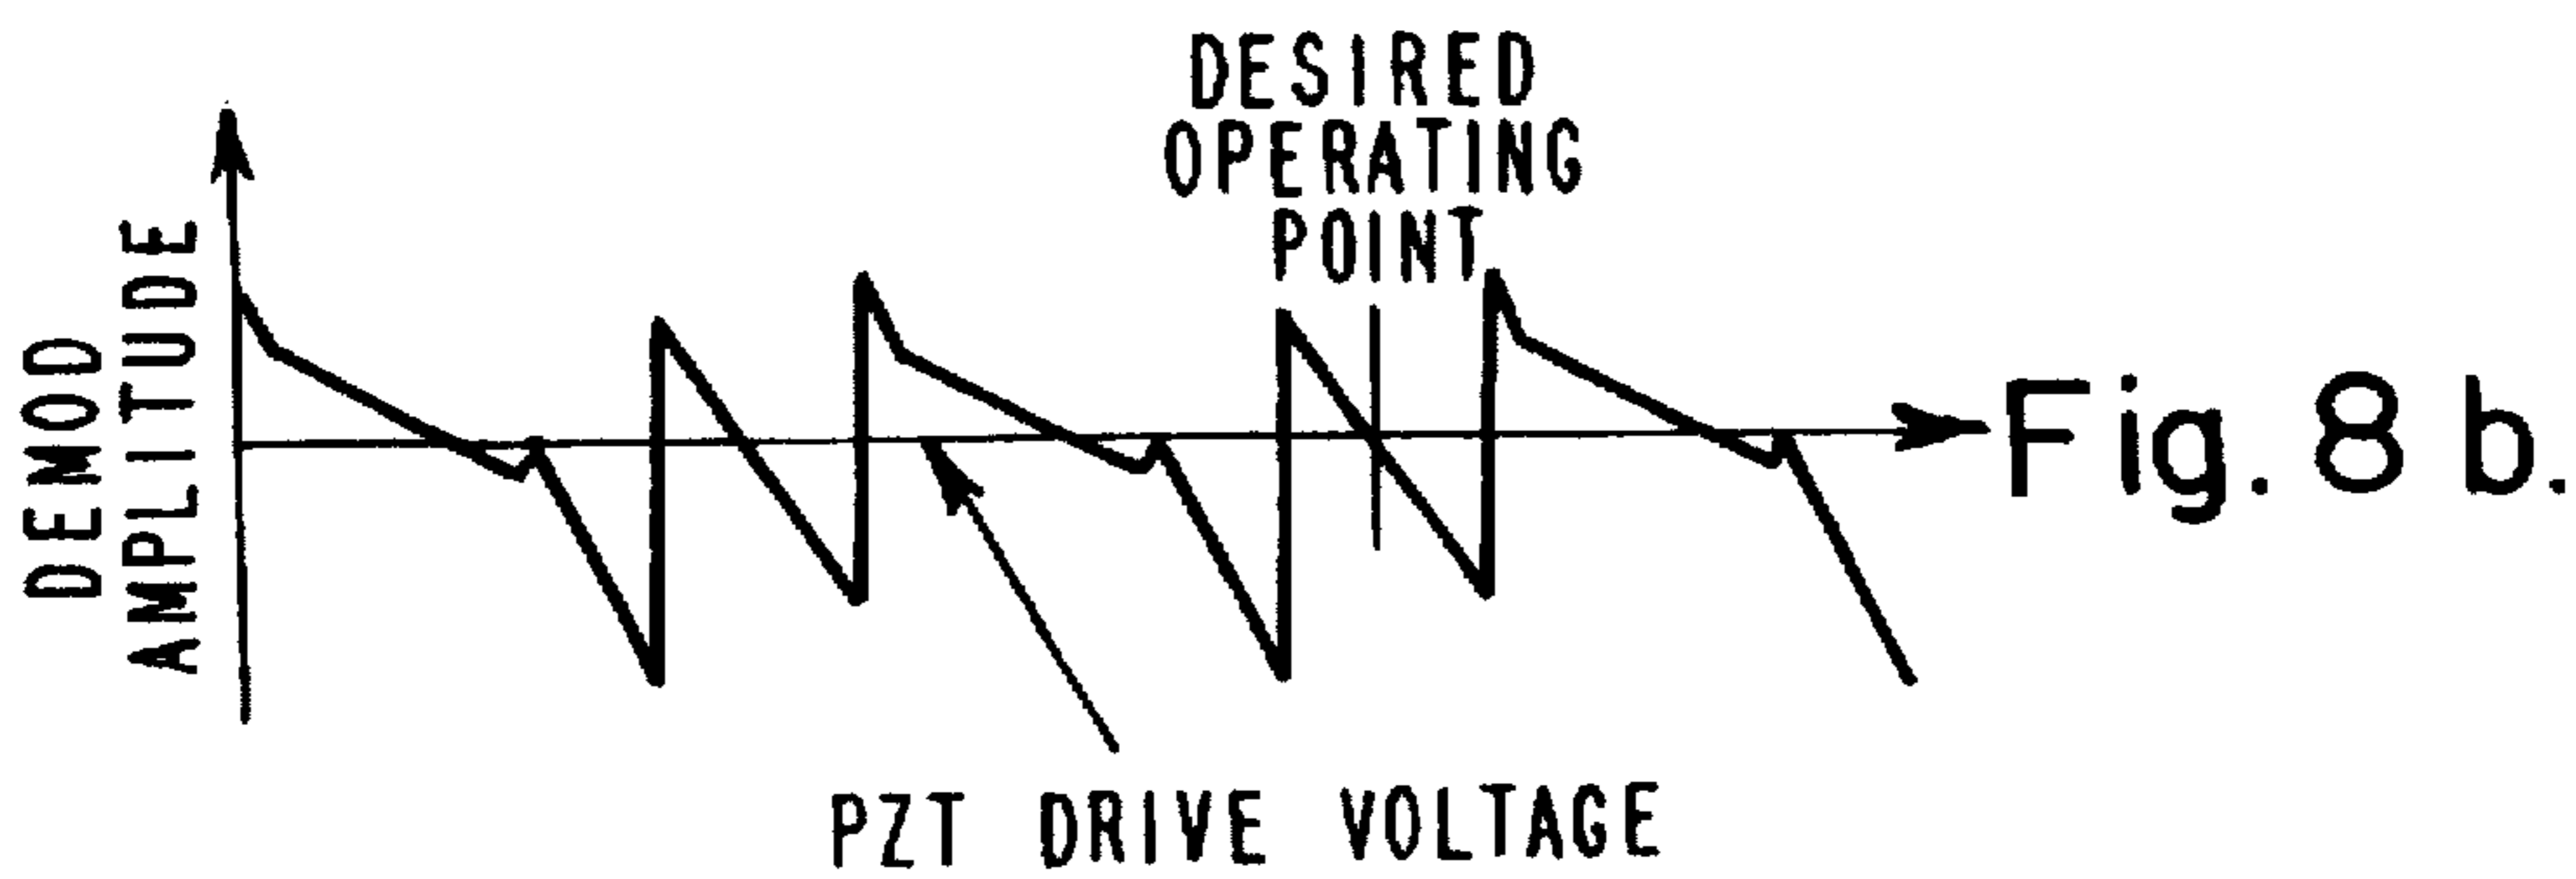 DESIRED
OPERATING
POINT
DEMOD
AMPLITUDE
PZT DRIVE VOLTAGE
Fig. 8 b.